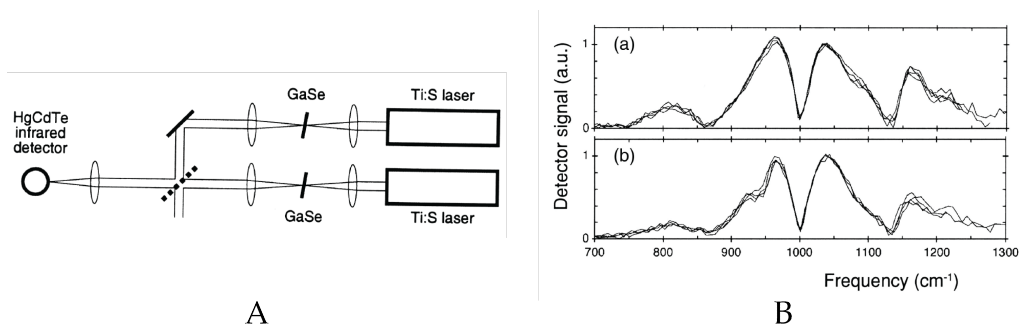 HgCdTe
infrared
detector
GaSe
Ti:S laser
GaSe
Ti:S laser
A
Detector signal (a.u.)
1
(a)
0
1
(b)
0
700 800 900 1000 1100 1200 1300
Frequency (cm⁻¹)
B